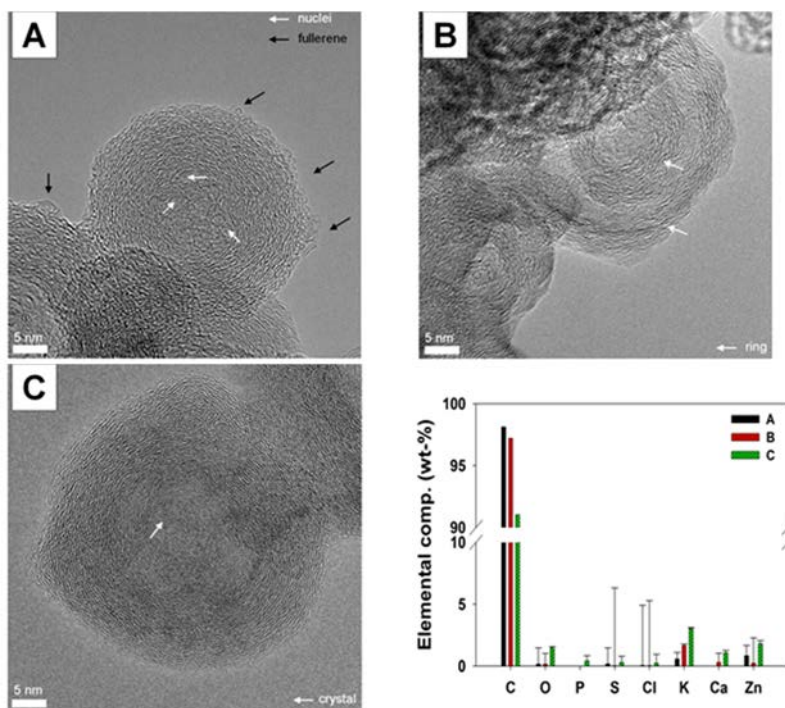 A
nuclei
fullerene
5 nm
B
5 nm
ring
C
5 nm
crystal
Elemental comp. (wt-%)
100
95
90
10
5
0
A
B
C
C O P S Cl K Ca Zn